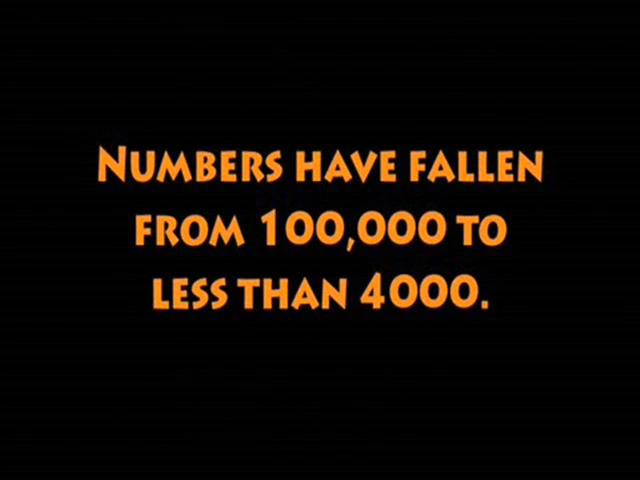 NUMBERS HAVE FALLEN
FROM 100,000 TO
LESS THAN 4000.